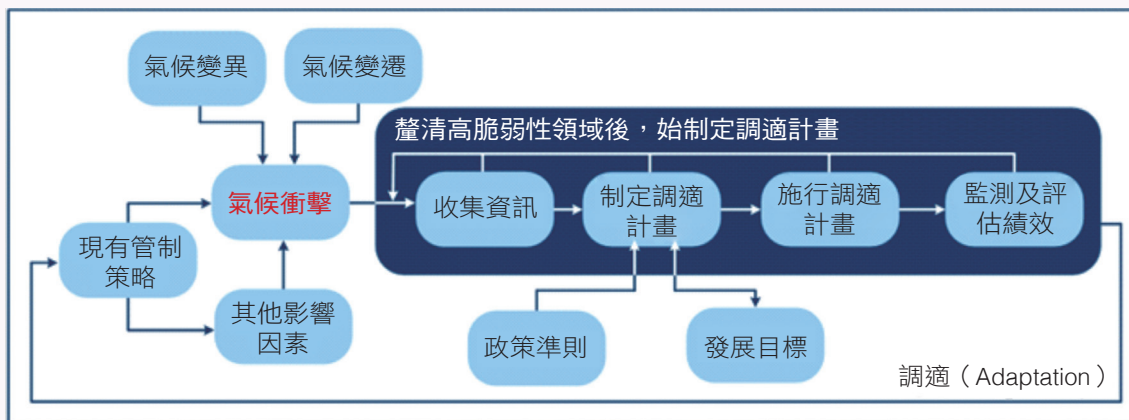 氣候變異
氣候變遷
釐清高脆弱性領域後，始制定調適計畫
氣候衝擊
收集資訊
制定調適
計畫
施行調適
計畫
監測及評
估績效
現有管制
策略
其他影響
因素
政策準則
發展目標
調適（Adaptation）